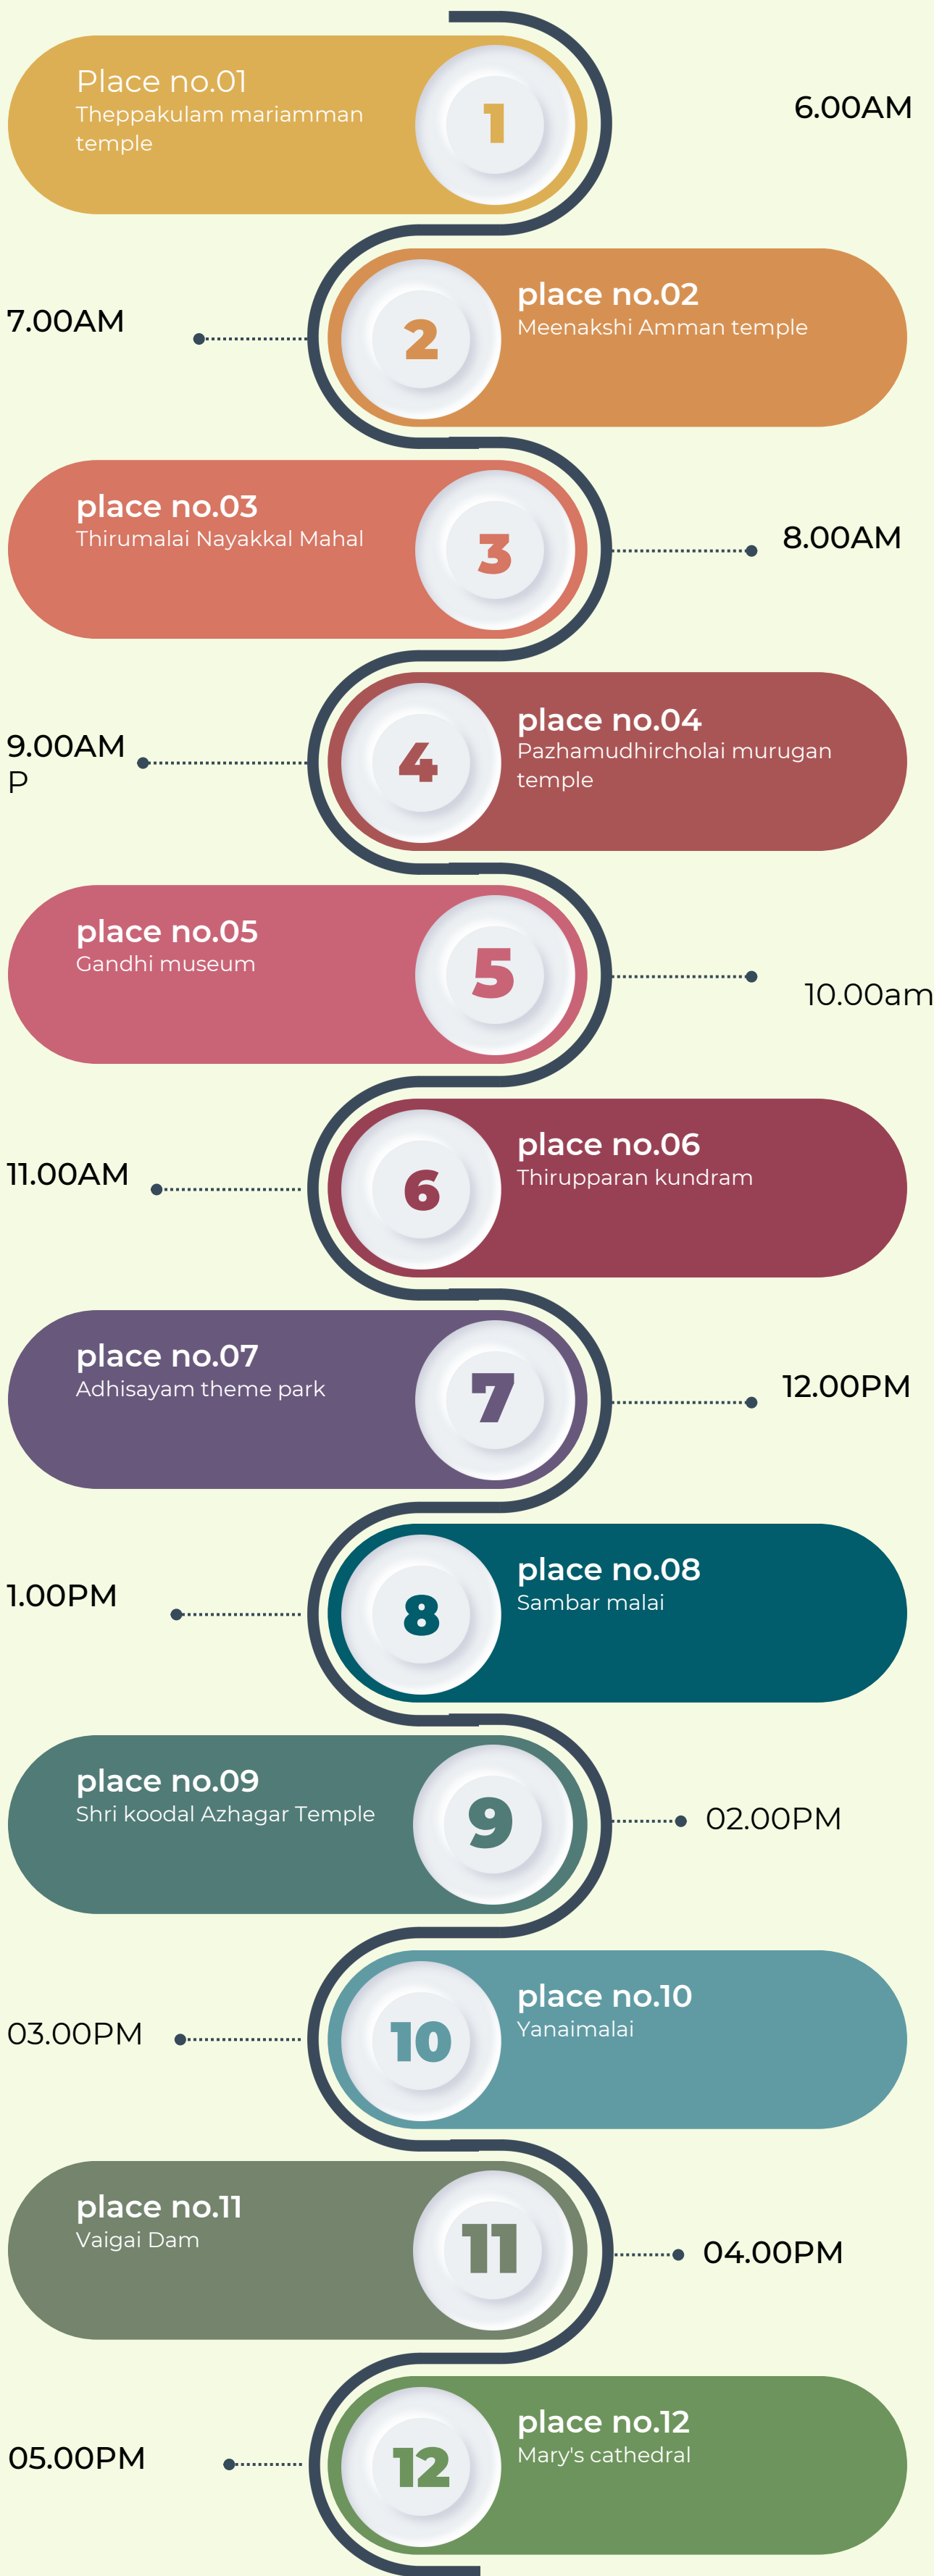 Place no.01
Theppakulam mariamman
temple
1
6.00AM
7.00AM
2
place no.02
Meenakshi Amman temple
place no.03
Thirumalai Nayakkal Mahal
3
8.00AM
9.00AM
P
4
place no.04
Pazhamudhircholai murugan
temple
place no.05
Gandhi museum
5
10.00am
11.00AM
6
place no.06
Thirupparan kundram
place no.07
Adhisayam theme park
7
12.00PM
1.00PM
8
place no.08
Sambar malai
place no.09
Shri koodal Azhagar Temple
9
02.00PM
03.00PM
10
place no.10
Yanaimalai
place no.11
Vaigai Dam
11
04.00PM
05.00PM
12
place no.12
Mary's cathedral